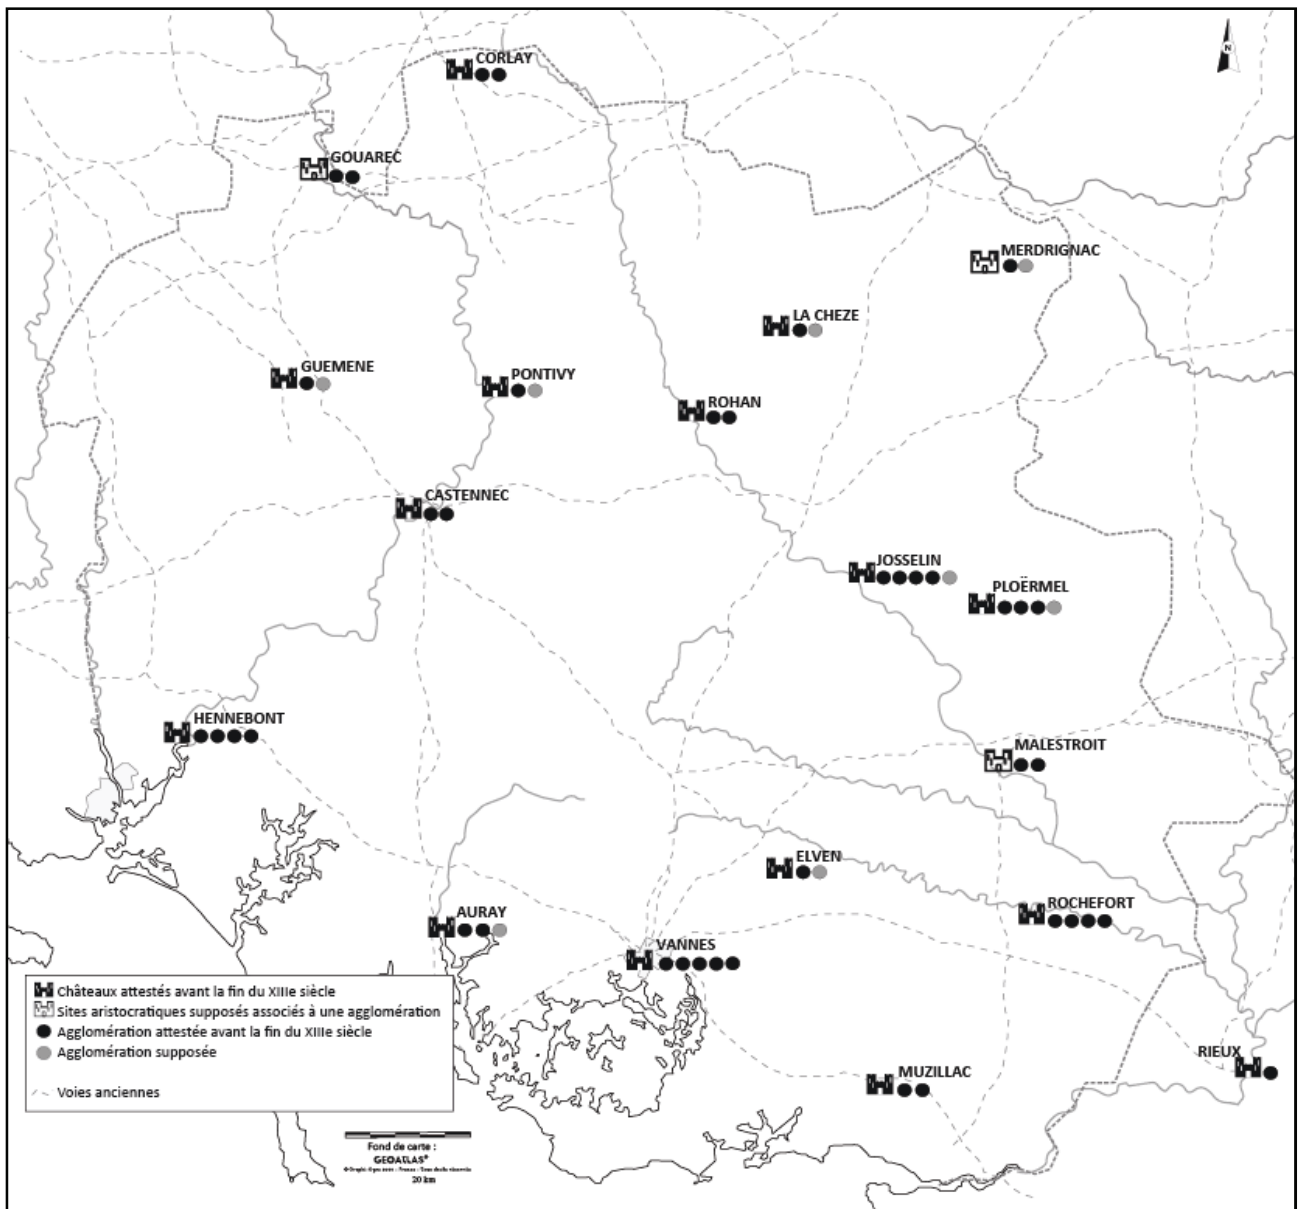 CORLAY
N
GOUAREC
MERDRIGNAC
LA CHEZE
GUEMENE
PONTIVY
ROHAN
CASTENNEC
JOSSELIN
PLOËRMEL
HENNEBONT
MALESTROIT
ELVEN
ROCHEFORT
AURAY
VANNES
RIEUX
MUZILLAC
Châteaux attestés avant la fin du XIIIe siècle
Sites aristocratiques supposés associés à une agglomération
Agglomération attestée avant la fin du XIIIe siècle
Agglomération supposée
Voies anciennes
Fond de carte :
GEOATLAS®
20 km